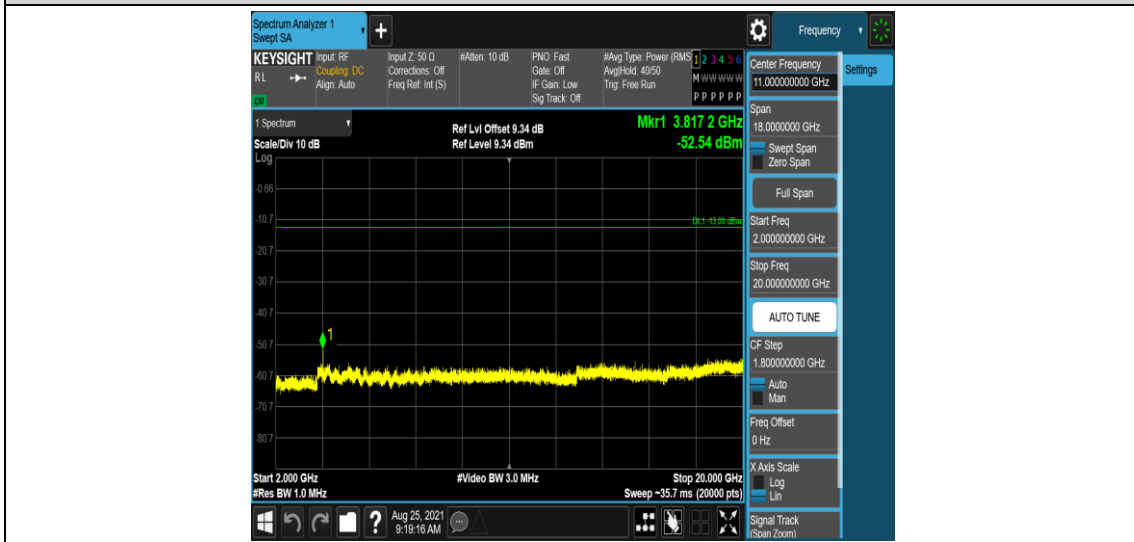 Spectrum Analyzer 1
Swept SA
+
Frequency
KEYSIGHT
RL
LXI
Input: RF
Coupling: DC
Align: Auto
Input Z: 50 Ω
Corrections: Off
Freq Ref: Int (S)
#Atten: 10 dB
PNO: Fast
Gate: Off
IF Gain: Low
Sig Track: Off
#Avg Type: Power (RMS
Avg|Hold: 40/50
Trig: Free Run
1 2 3 4 5 6
M W W W W W
P P P P P P
1 Spectrum
Scale/Div 10 dB
Log
Ref Lvl Offset 9.34 dB
Ref Level 9.34 dBm
Mkr1 3.817 2 GHz
-52.54 dBm
-0.66
-10.7
DL1 -13.00 dBm
-20.7
-30.7
-40.7
1
-50.7
-60.7
-70.7
-80.7
Start 2.000 GHz
#Res BW 1.0 MHz
#Video BW 3.0 MHz
Stop 20.000 GHz
Sweep ~35.7 ms (20000 pts)
?
Aug 25, 2021
9:19:16 AM
Center Frequency
11.000000000 GHz
Settings
Span
18.0000000 GHz
Swept Span
Zero Span
Full Span
Start Freq
2.000000000 GHz
Stop Freq
20.000000000 GHz
AUTO TUNE
CF Step
1.800000000 GHz
Auto
Man
Freq Offset
0 Hz
X Axis Scale
Log
Lin
Signal Track
(Span Zoom)